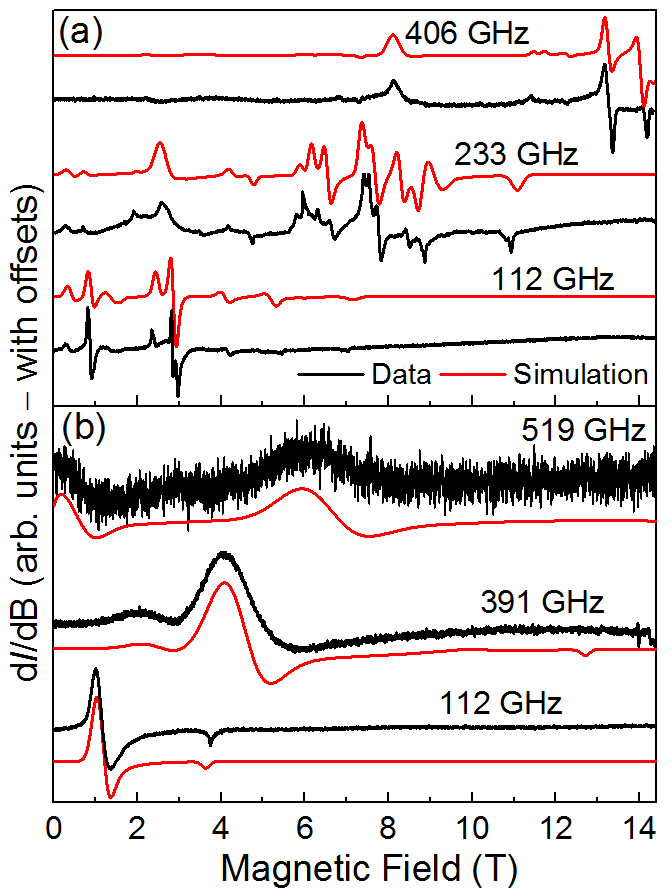 (a)
406 GHz
233 GHz
112 GHz
Data
Simulation
(b)
519 GHz
391 GHz
112 GHz
dI/dB (arb. units – with offsets)
0 2 4 6 8 10 12 14
Magnetic Field (T)